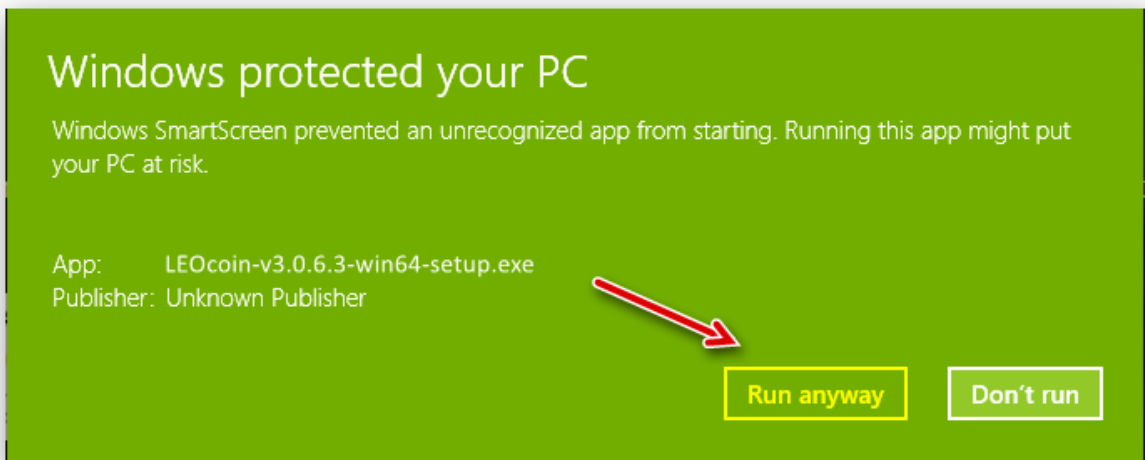 Windows protected your PC
Windows SmartScreen prevented an unrecognized app from starting. Running this app might put
your PC at risk.
App: LEOcoin-v3.0.6.3-win64-setup.exe
Publisher: Unknown Publisher
Run anyway Don't run